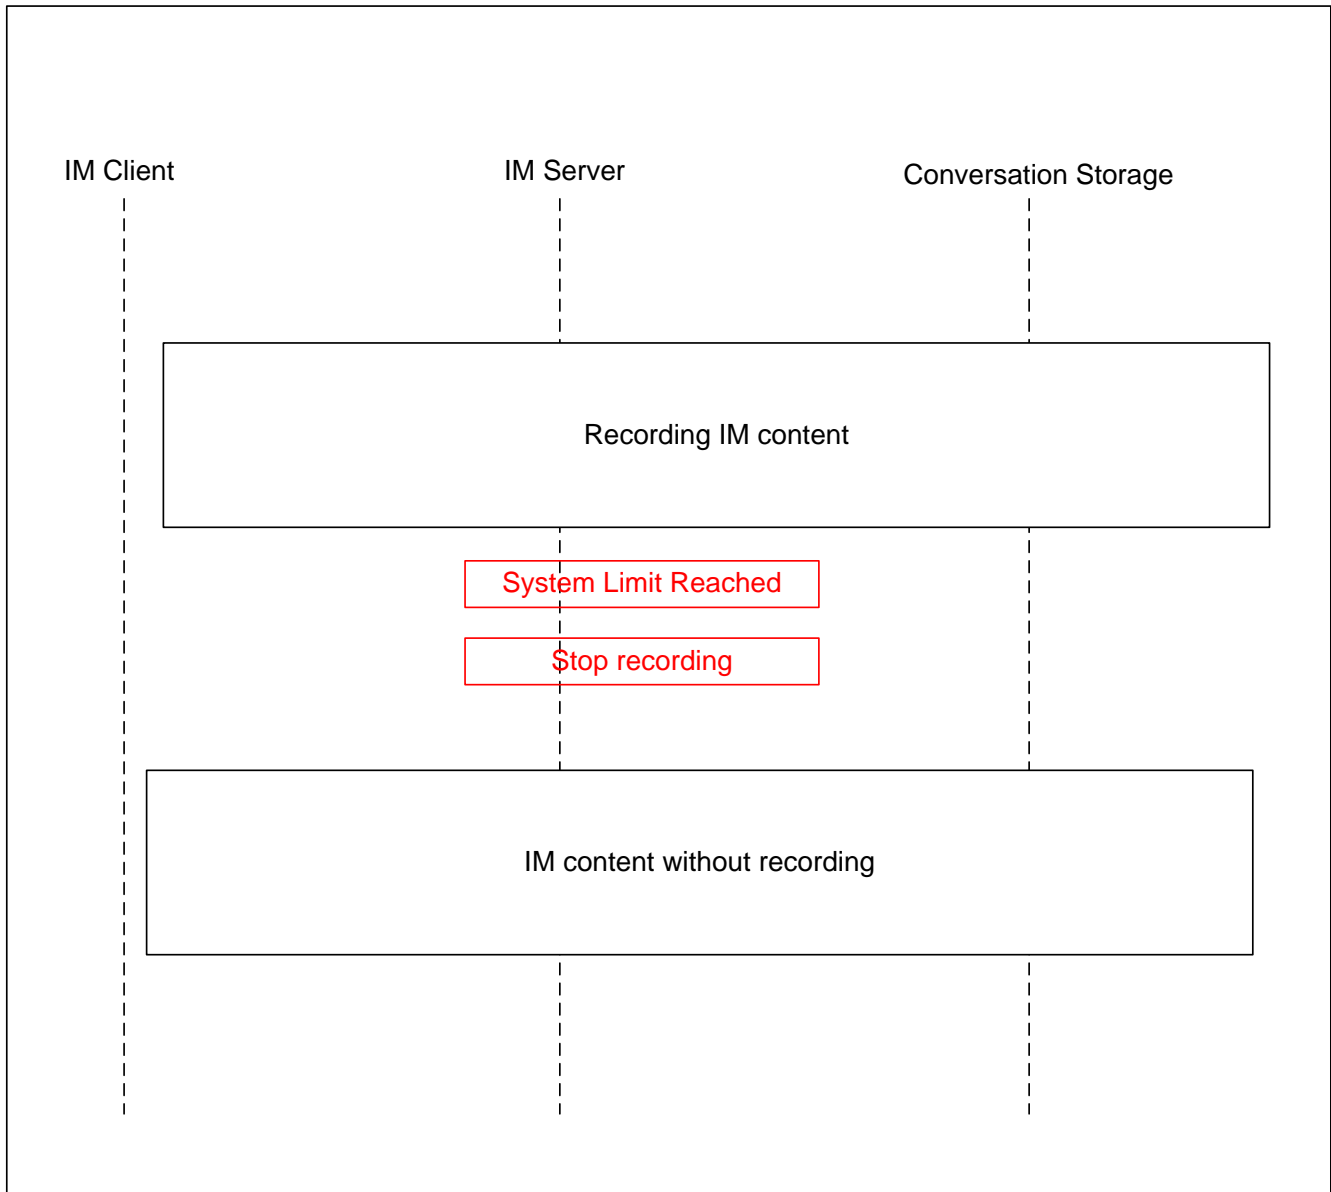 IM Client
IM Server
Conversation Storage
Recording IM content
System Limit Reached
Stop recording
IM content without recording